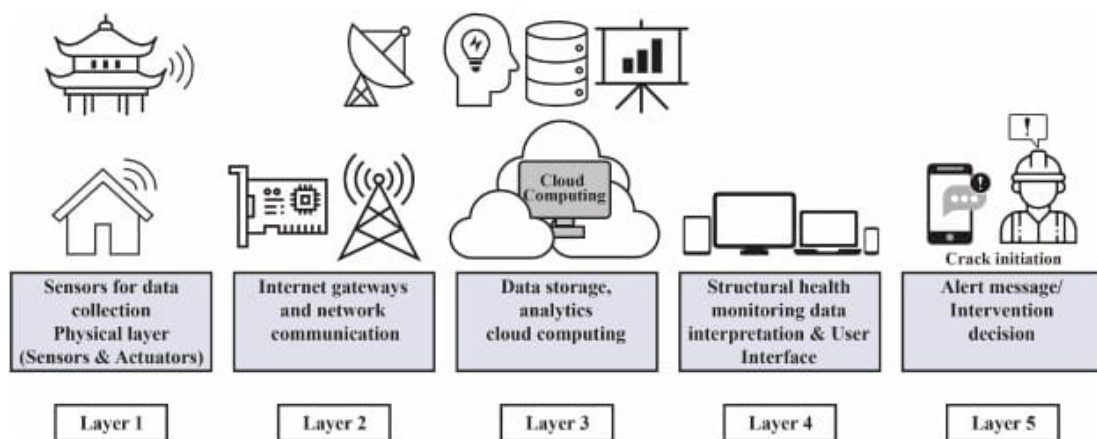 !
Cloud
Computing
!
Crack initiation
Sensors for data
collection
Physical layer
(Sensors & Actuators)
Internet gateways
and network
communication
Data storage,
analytics
cloud computing
Structural health
monitoring data
interpretation & User
Interface
Alert message/
Intervention
decision
Layer 1
Layer 2
Layer 3
Layer 4
Layer 5